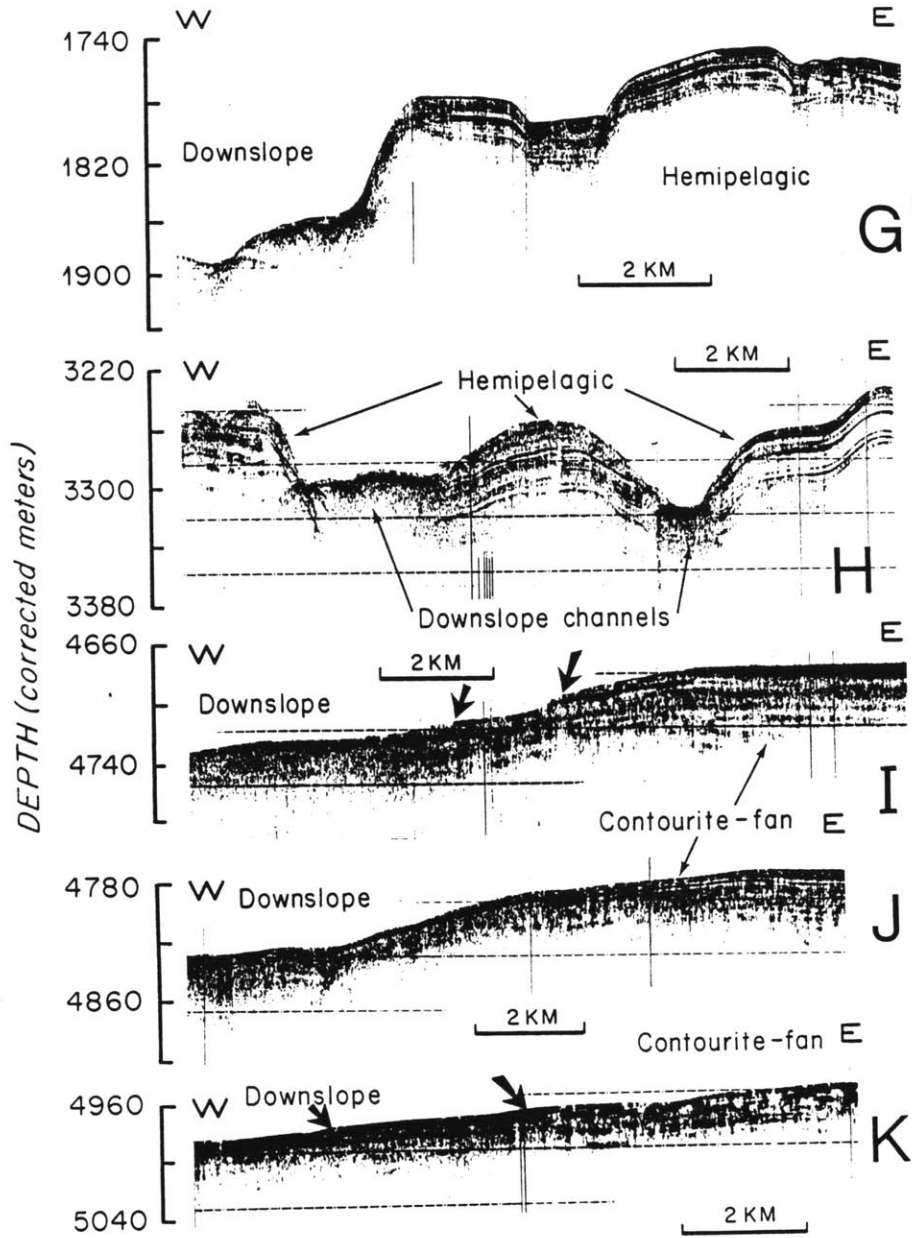 W E
1740
Downslope
1820
Hemipelagic
G
1900
2 KM
W E
2 KM
3220
Hemipelagic
3300
H
3380
Downslope channels
DEPTH (corrected meters)
4660
W E
2 KM
Downslope
4740
I
Contourite-fan E
4780
W
Downslope
J
4860
2 KM
Contourite-fan E
4960
W Downslope
K
5040
2 KM